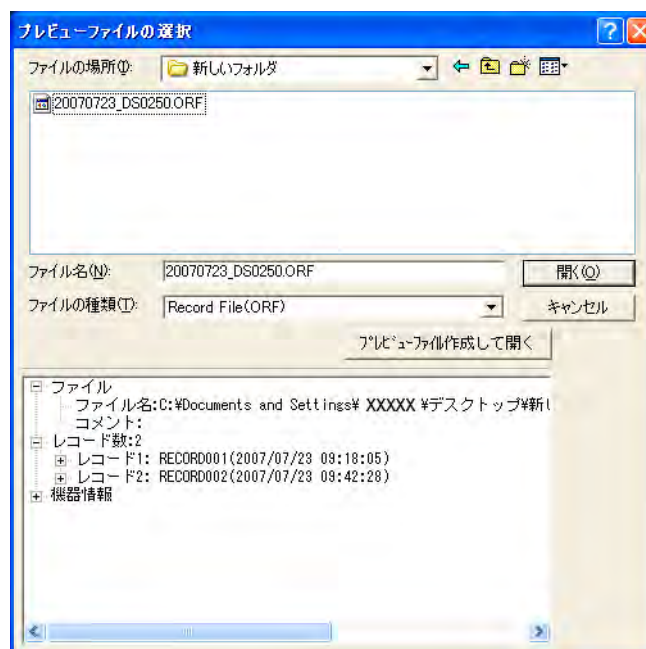 プレビューファイルの選択
ファイルの場所(I): 新しいフォルダ
20070723_DS0250.ORF
ファイル名(N): 20070723_DS0250.ORF 開く(O)
ファイルの種類(T): Record File(ORF) キャンセル
プレビューファイル作成して開く
ファイル
ファイル名:C:¥Documents and Settings¥ XXXXX ¥デスクトップ¥新し
コメント:
レコード数:2
レコード1: RECORD001(2007/07/23 09:18:05)
レコード2: RECORD002(2007/07/23 09:42:28)
機器情報